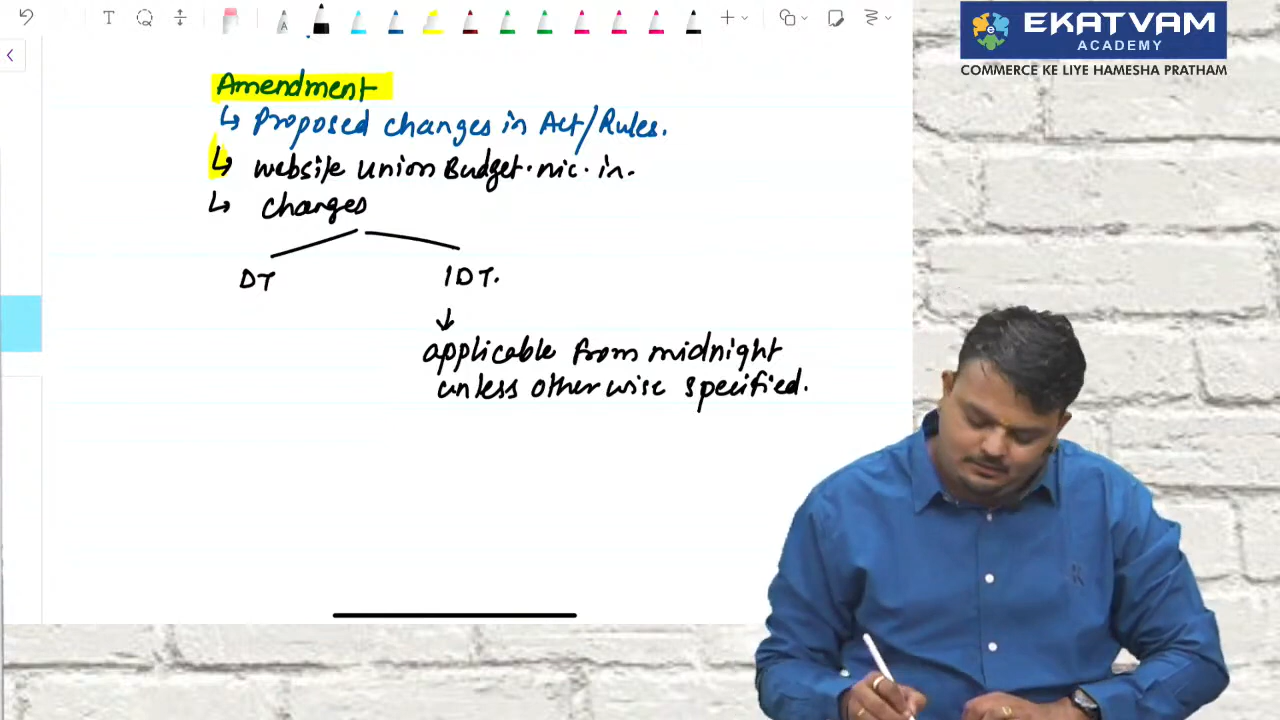 EKATVAM
ACADEMY
COMMERCE KE LIYE HAMESHA PRATHAM
Amendment
↳ Proposed changes in Act/Rules.
↳ website Union Budget.nic.in.
↳ changes
DT IDT.
↓
applicable from midnight
unless otherwise specified.